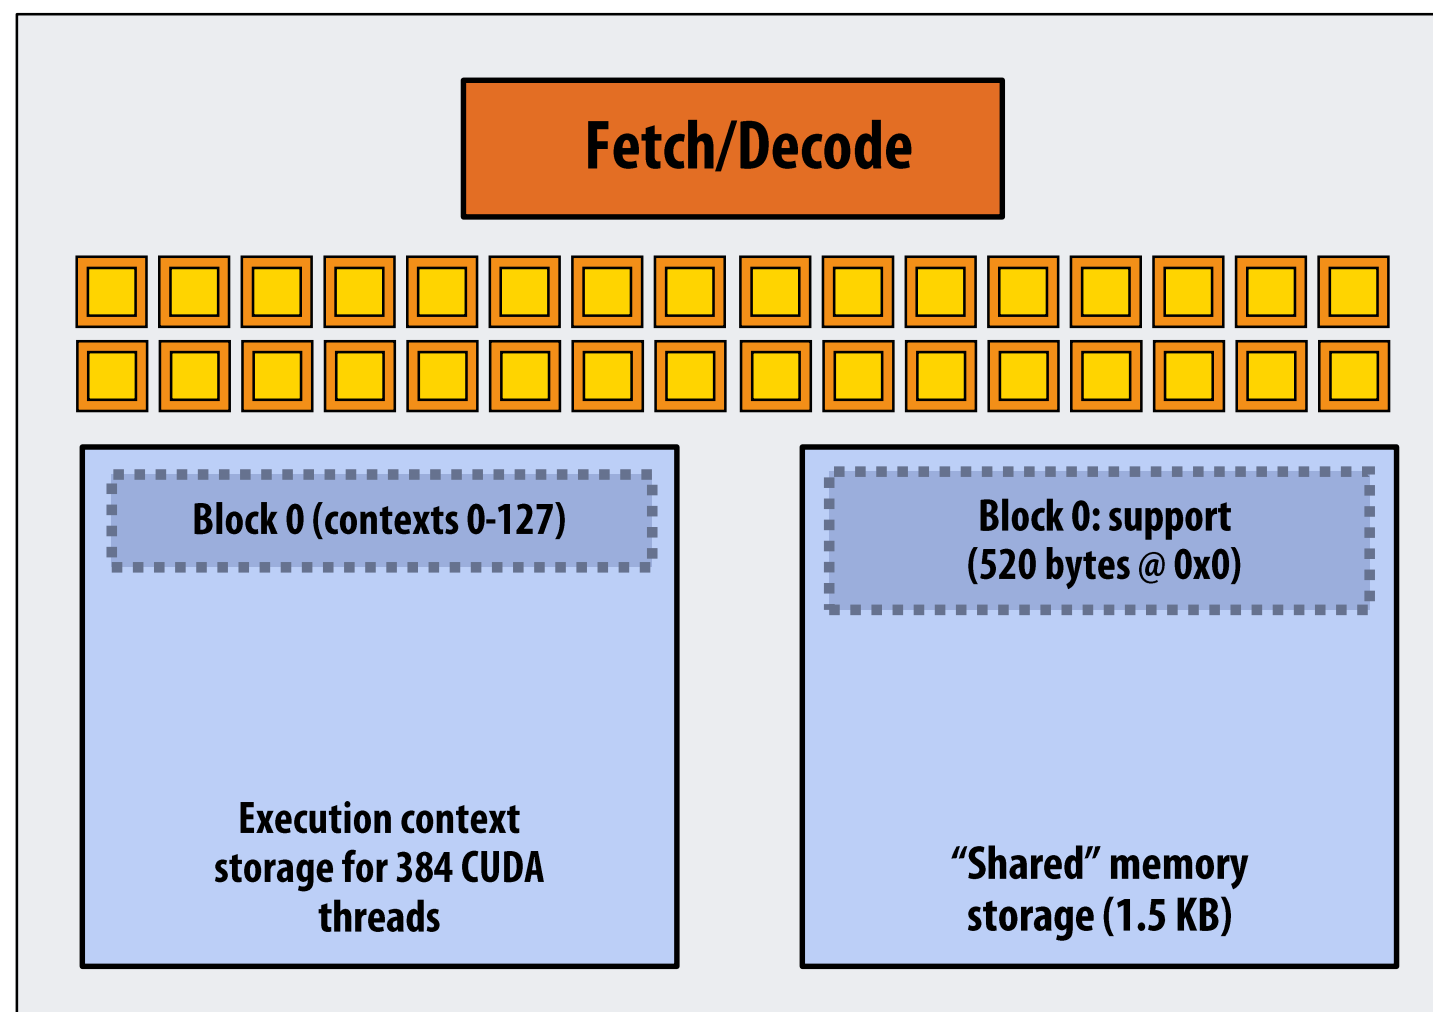 Fetch/Decode
Block 0 (contexts 0-127)
Execution context
storage for 384 CUDA
threads
Block 0: support
(520 bytes @ 0x0)
“Shared” memory
storage (1.5 KB)